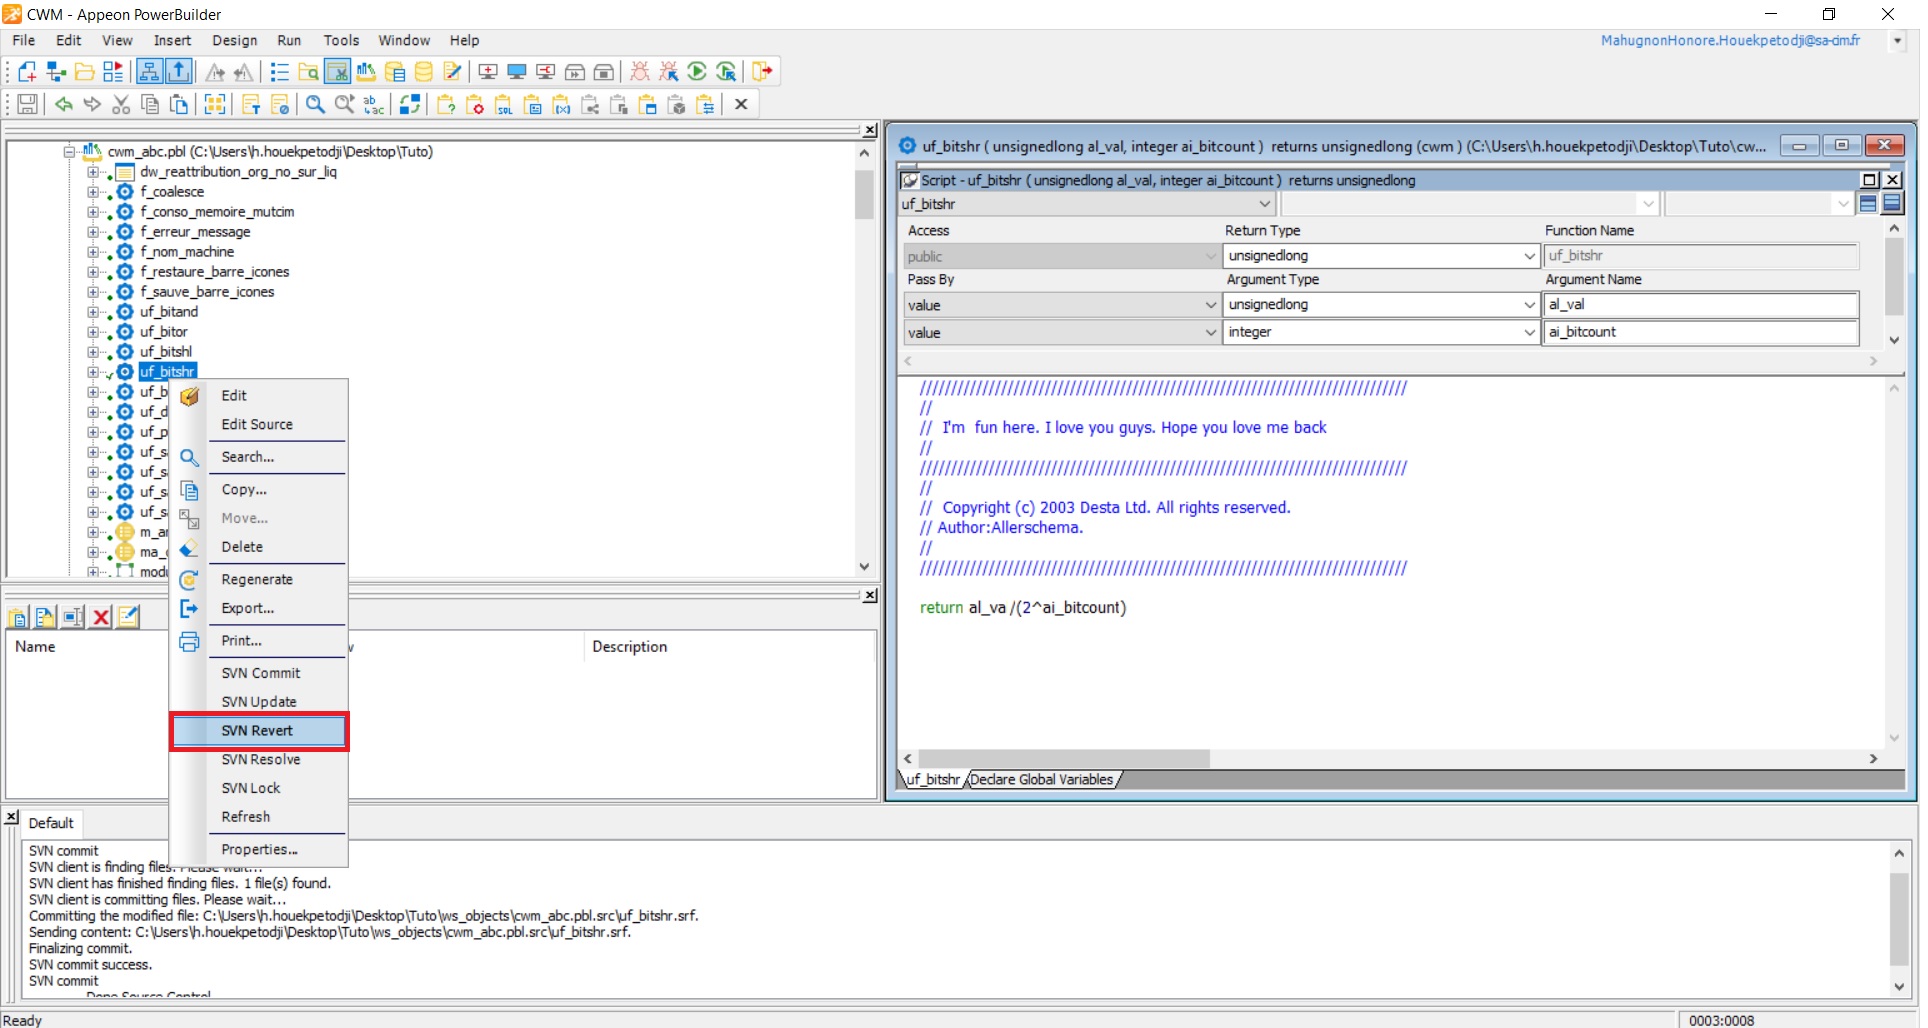 CWM - Appeon PowerBuilder
File Edit View Insert Design Run Tools Window Help
MahugnonHonore.Houekpetodji@sa-cim.fr
cwm_abc.pbl (C:\Users\h.houekpetodji\Desktop\Tuto)
dw_reattribution_org_no_sur_liq
f_coalesce
f_conso_memoire_mutcim
f_erreur_message
f_nom_machine
f_restaure_barre_icones
f_sauve_barre_icones
uf_bitand
uf_bitor
uf_bitshl
uf_bitshr
uf_b
uf_d
uf_p
uf_s
uf_s
uf_s
uf_s
m_a
ma_
modu
Edit
Edit Source
Search...
Copy...
Move...
Delete
Regenerate
Export...
Print...
SVN Commit
SVN Update
SVN Revert
SVN Resolve
SVN Lock
Refresh
Properties...
Name Description
uf_bitshr ( unsignedlong al_val, integer ai_bitcount ) returns unsignedlong (cwm ) (C:\Users\h.houekpetodji\Desktop\Tuto\cw...
Script - uf_bitshr ( unsignedlong al_val, integer ai_bitcount ) returns unsignedlong
uf_bitshr
Access Return Type Function Name
public unsignedlong uf_bitshr
Pass By Argument Type Argument Name
value unsignedlong al_val
value integer ai_bitcount
//////////////////////////////////////////////////////////////////////////////
//
// I'm fun here. I love you guys. Hope you love me back
//
//////////////////////////////////////////////////////////////////////////////
//
// Copyright (c) 2003 Desta Ltd. All rights reserved.
// Author:Allerschema.
//
//////////////////////////////////////////////////////////////////////////////
return al_va /(2^ai_bitcount)
uf_bitshr Declare Global Variables
Default
SVN commit
SVN client is finding files. Please wait...
SVN client has finished finding files. 1 file(s) found.
SVN client is committing files. Please wait...
Committing the modified file: C:\Users\h.houekpetodji\Desktop\Tuto\ws_objects\cwm_abc.pbl.src\uf_bitshr.srf.
Sending content: C:\Users\h.houekpetodji\Desktop\Tuto\ws_objects\cwm_abc.pbl.src\uf_bitshr.srf.
Finalizing commit.
SVN commit success.
SVN commit
Done Source Control
Ready 0003:0008